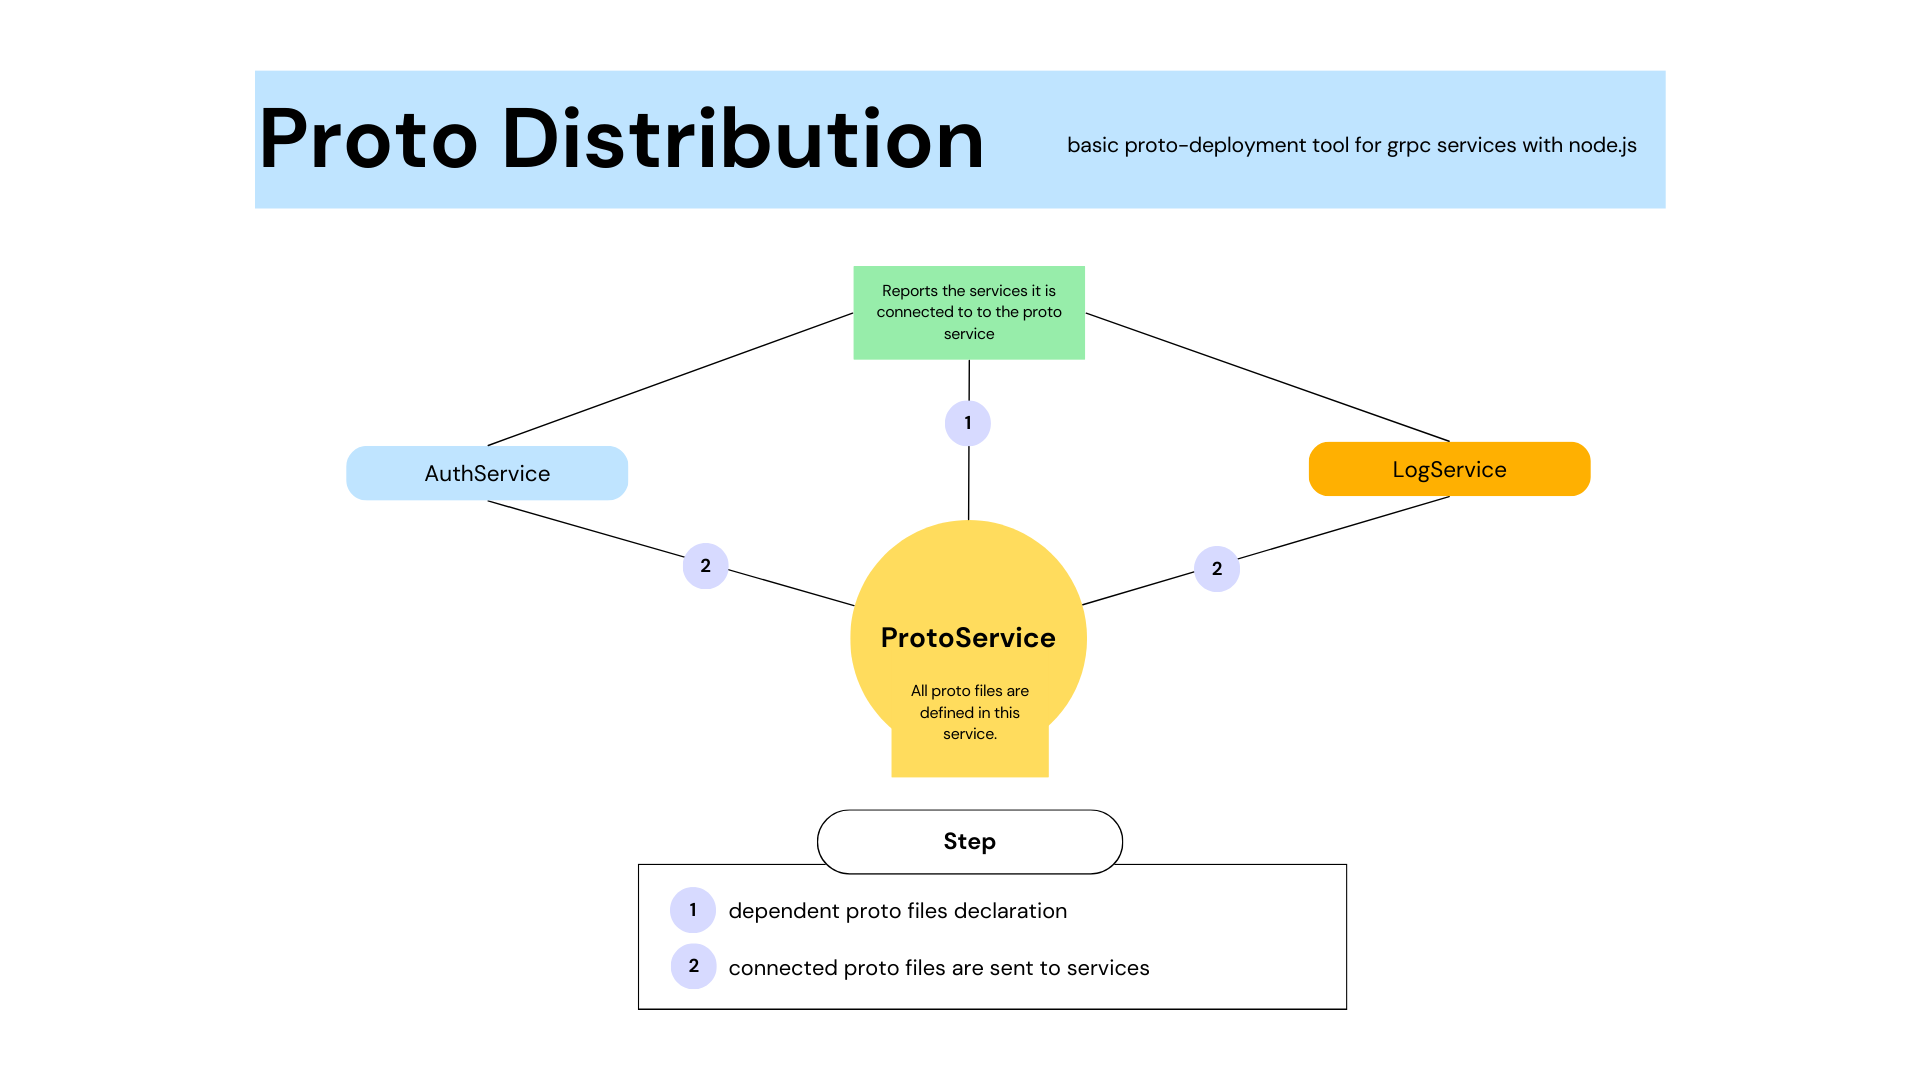 Proto Distribution
basic proto-deployment tool for grpc services with node.js
Reports the services it is
connected to to the proto
service
1
AuthService
LogService
2
2
ProtoService
All proto files are
defined in this
service.
Step
1 dependent proto files declaration
2 connected proto files are sent to services